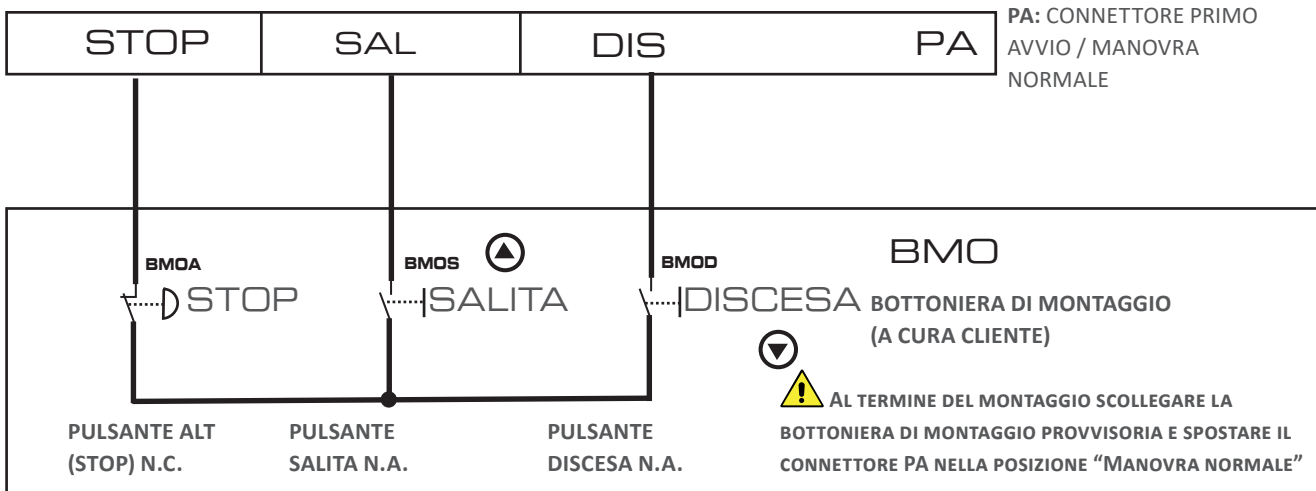 STOP SAL DIS PA
PA: CONNETTORE PRIMO
AVVIO / MANOVRA
NORMALE
BMOA
STOP
BMOS
SALITA
BMOD
DISCESA
BMO
BOTTONIERA DI MONTAGGIO
(A CURA CLIENTE)
PULSANTE ALT
(STOP) N.C.
PULSANTE
SALITA N.A.
PULSANTE
DISCESA N.A.
AL TERMINE DEL MONTAGGIO SCOLLEGARE LA
BOTTONIERA DI MONTAGGIO PROVVISORIA E SPOSTARE IL
CONNETTORE PA NELLA POSIZIONE “MANOVRA NORMALE”